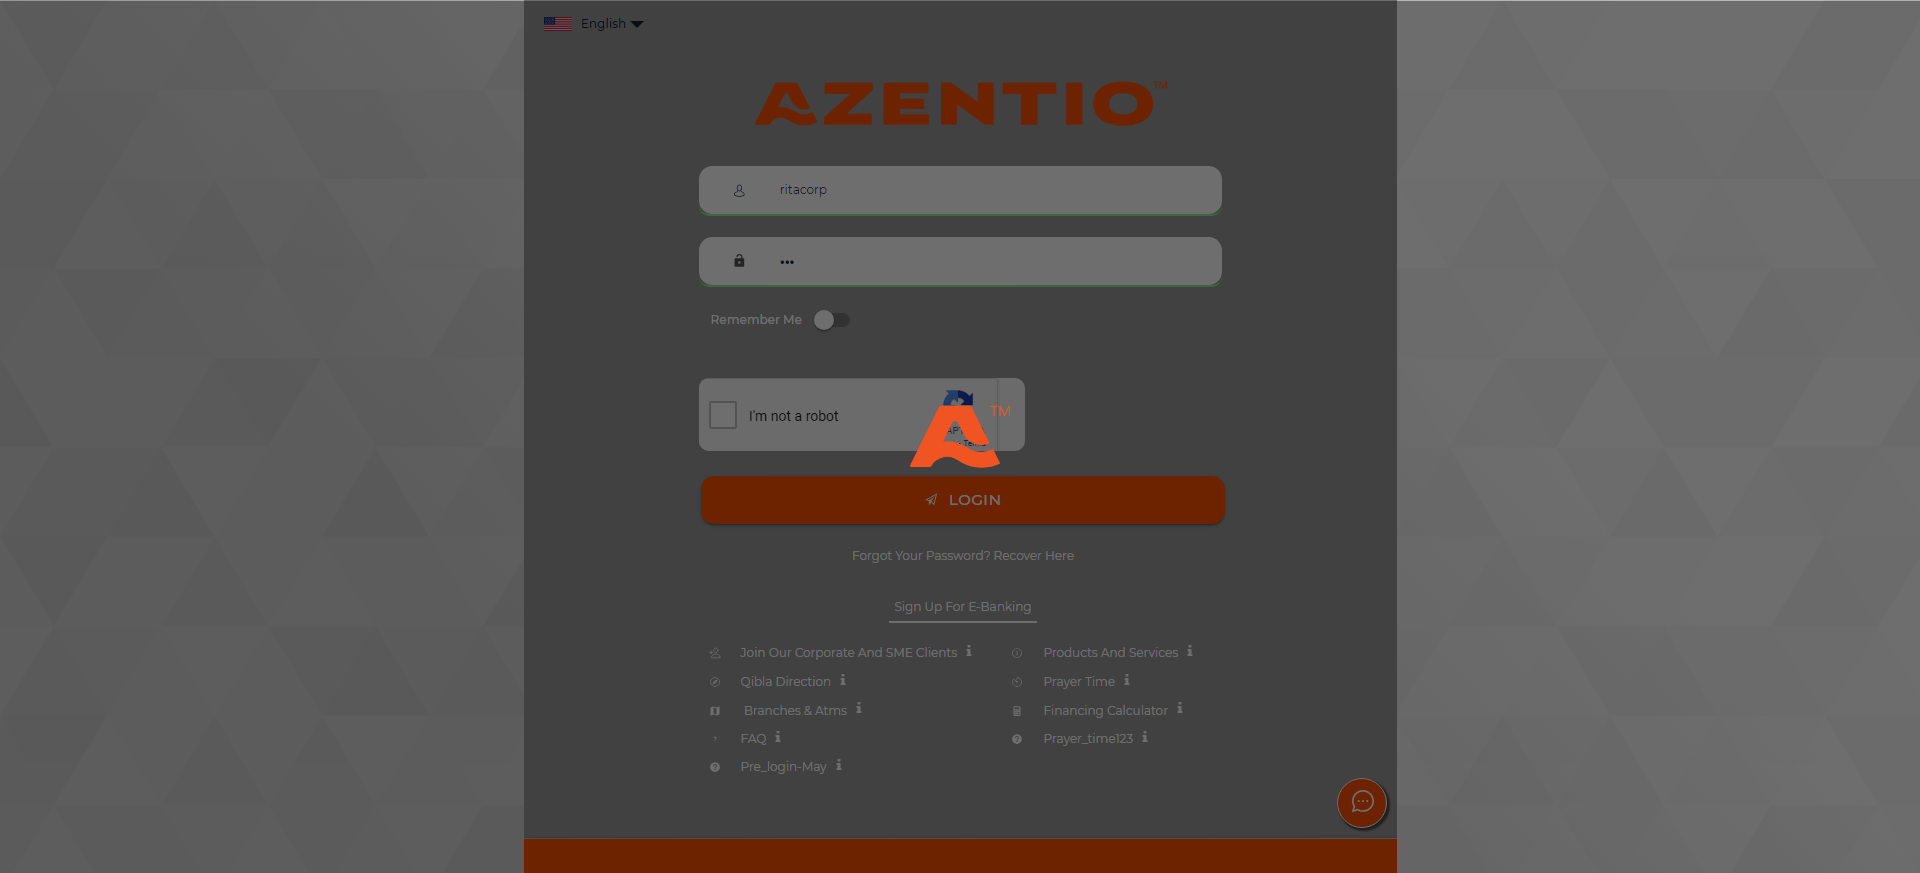 English
AZENTIO™
ritacorp
•••
Remember Me
I'm not a robot
TM
LOGIN
Forgot Your Password? Recover Here
Sign Up For E-Banking
Join Our Corporate And SME Clients
Products And Services
Qibla Direction
Prayer Time
Branches & Atms
Financing Calculator
FAQ
Prayer_time123
Pre_login-May